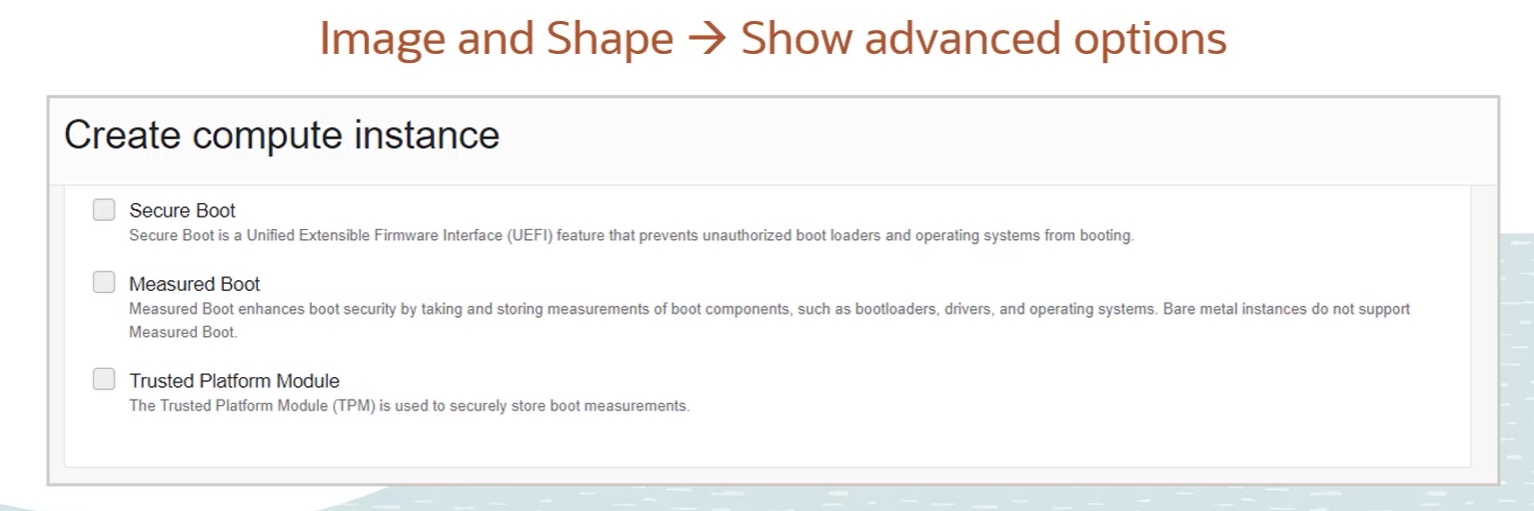 Image and Shape → Show advanced options
Create compute instance
Secure Boot
Secure Boot is a Unified Extensible Firmware Interface (UEFI) feature that prevents unauthorized boot loaders and operating systems from booting.
Measured Boot
Measured Boot enhances boot security by taking and storing measurements of boot components, such as bootloaders, drivers, and operating systems. Bare metal instances do not support
Measured Boot.
Trusted Platform Module
The Trusted Platform Module (TPM) is used to securely store boot measurements.